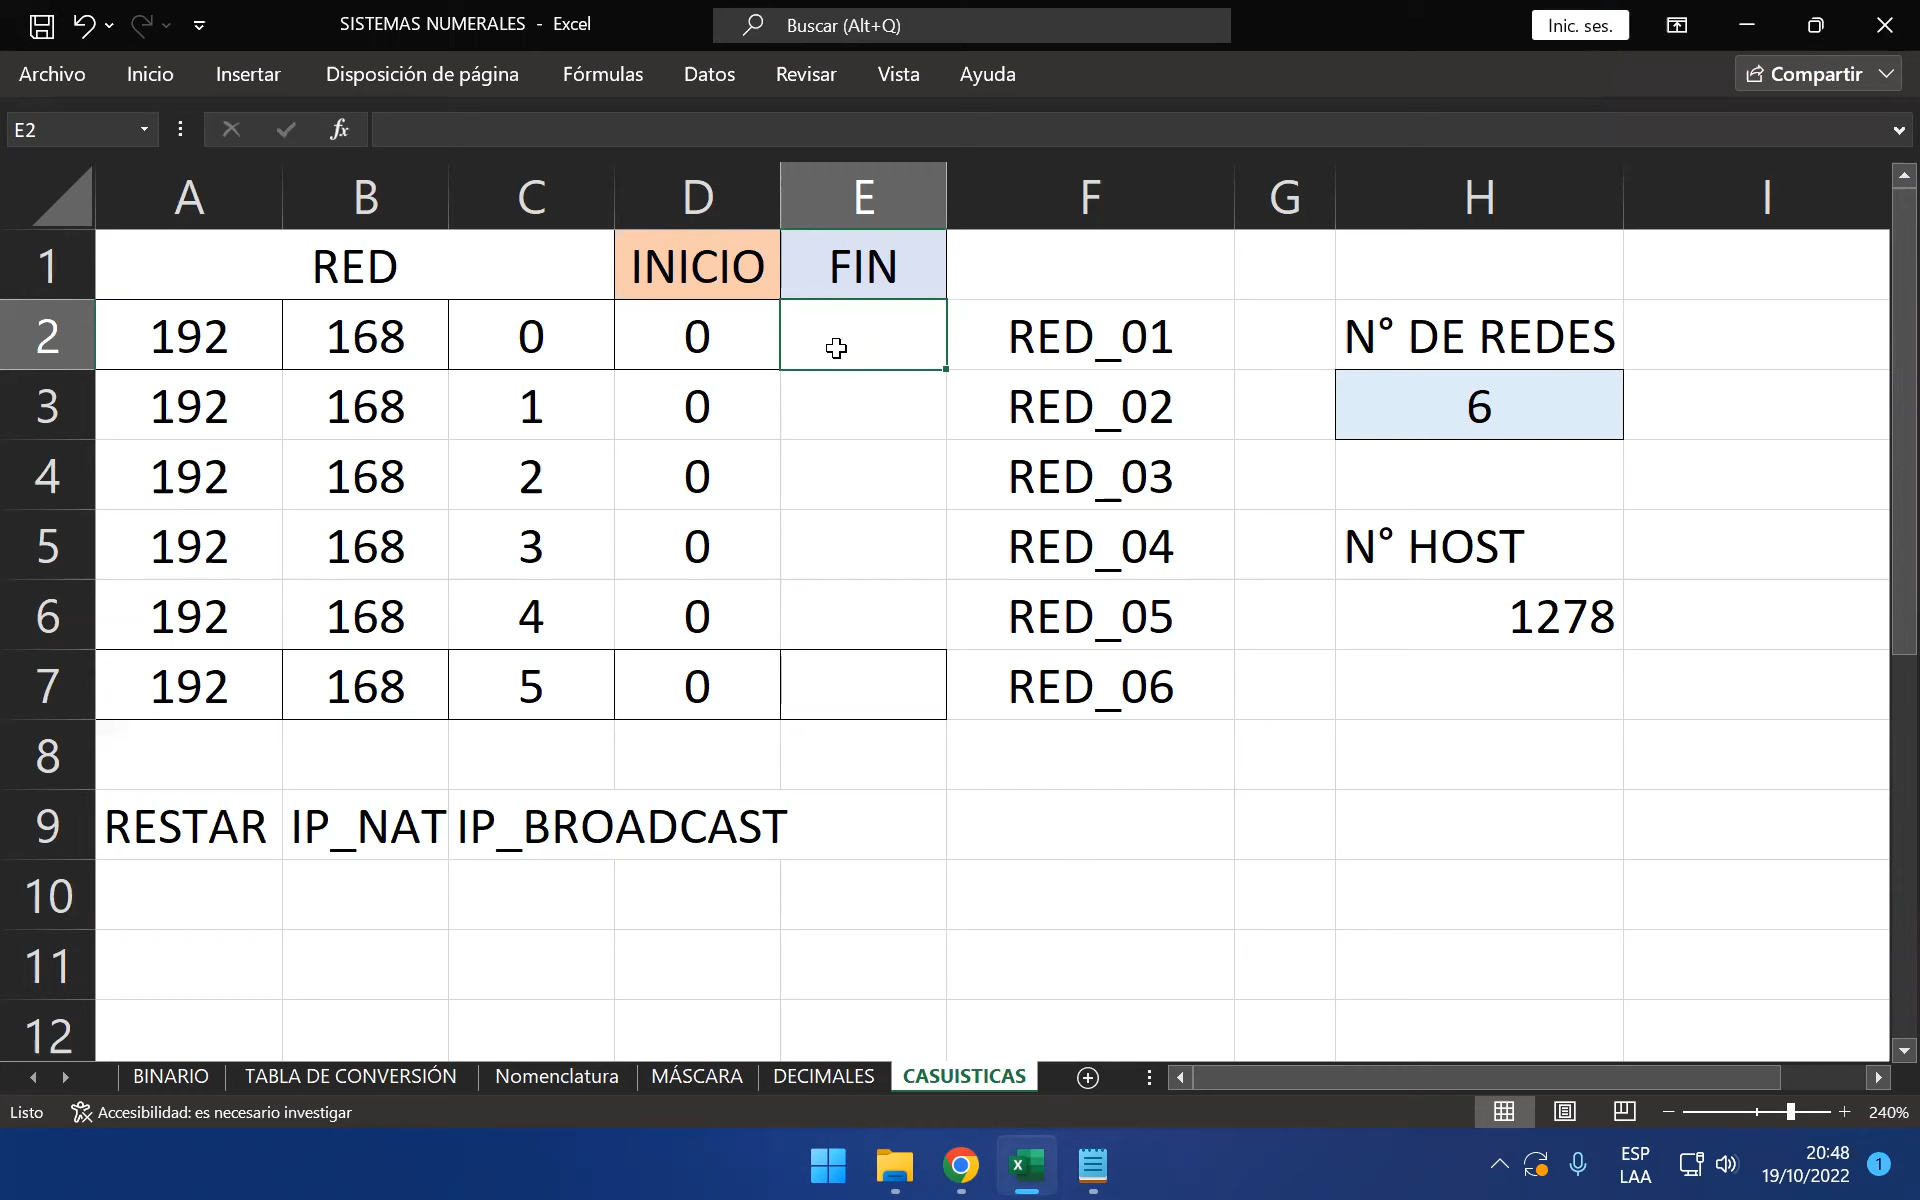 SISTEMAS NUMERALES - Excel
Buscar (Alt+Q)
Inic. ses.
Archivo Inicio Insertar Disposición de página Fórmulas Datos Revisar Vista Ayuda Compartir
E2 fx
A B C D E F G H I
1 RED INICIO FIN
2 192 168 0 0 RED_01 N° DE REDES
3 192 168 1 0 RED_02 6
4 192 168 2 0 RED_03
5 192 168 3 0 RED_04 N° HOST
6 192 168 4 0 RED_05 1278
7 192 168 5 0 RED_06
8
9 RESTAR IP_NAT IP_BROADCAST
10
11
12
BINARIO TABLA DE CONVERSIÓN Nomenclatura MÁSCARA DECIMALES CASUISTICAS
Listo Accesibilidad: es necesario investigar 240%
ESP 20:48
LAA 19/10/2022 1